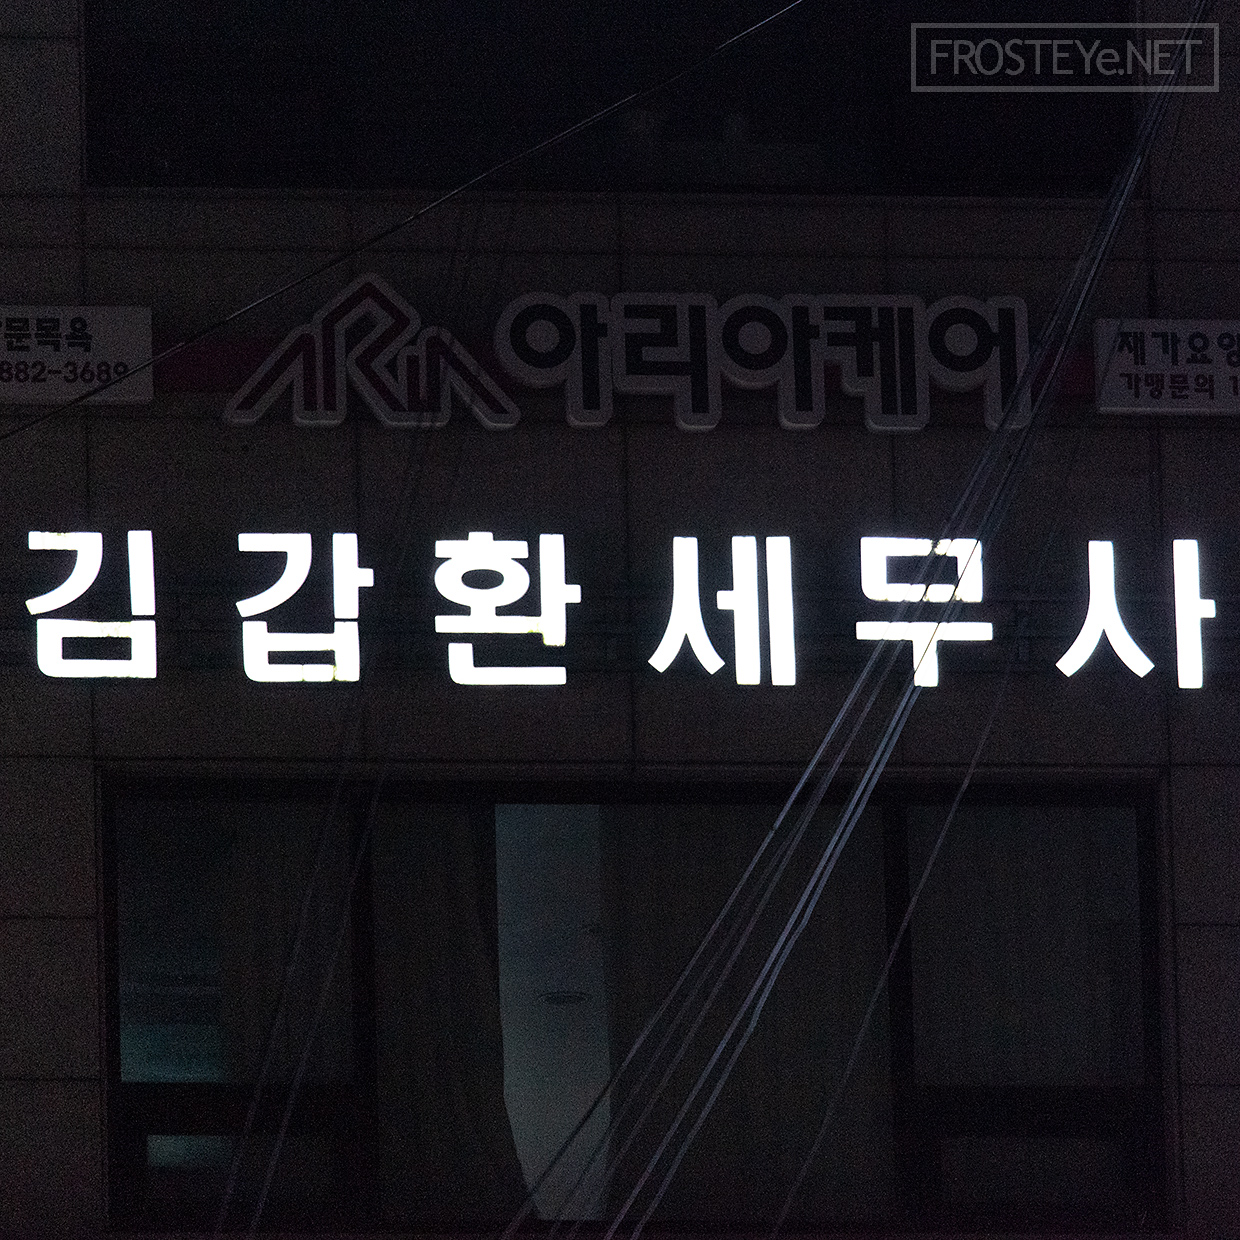 FROSTEYe.NET
ARiA 아리아케어
문목욕
882-3689
재가요양
가맹문의 1
김갑환세무사